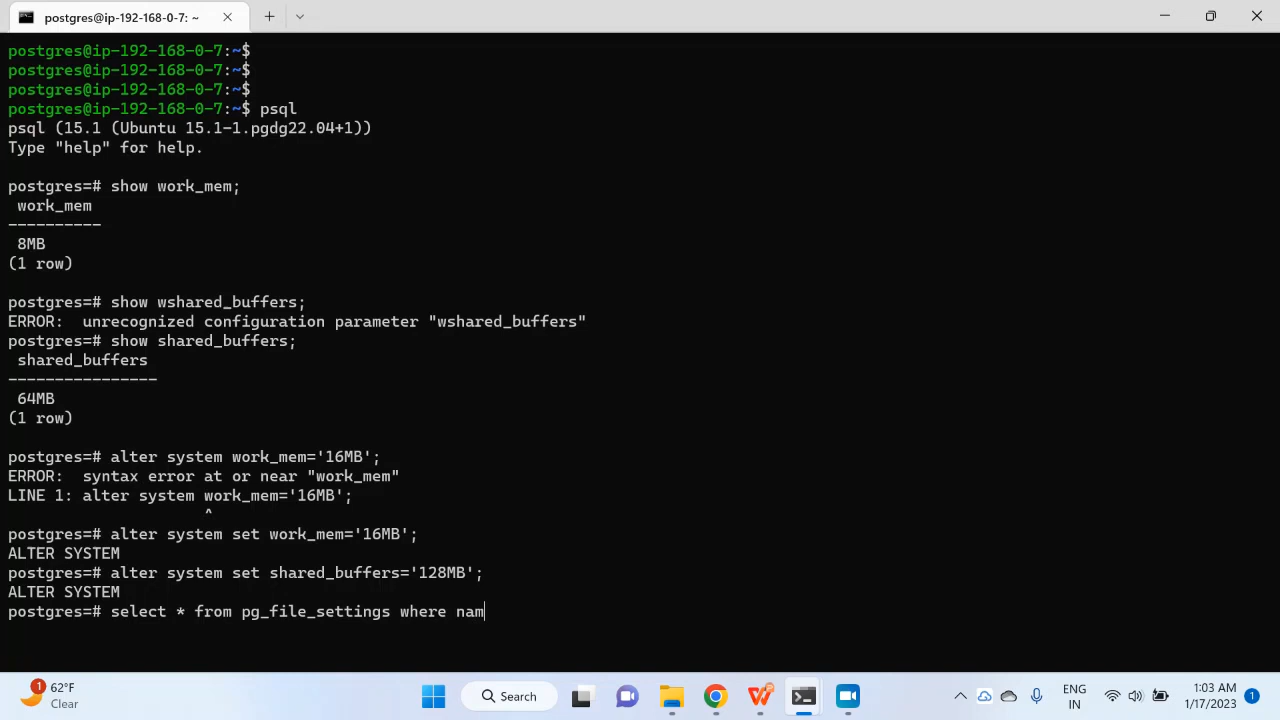 postgres@ip-192-168-0-7: ~
postgres@ip-192-168-0-7:~$
postgres@ip-192-168-0-7:~$
postgres@ip-192-168-0-7:~$
postgres@ip-192-168-0-7:~$ psql
psql (15.1 (Ubuntu 15.1-1.pgdg22.04+1))
Type "help" for help.
postgres=# show work_mem;
work_mem
----------
8MB
(1 row)
postgres=# show wshared_buffers;
ERROR:  unrecognized configuration parameter "wshared_buffers"
postgres=# show shared_buffers;
shared_buffers
----------------
64MB
(1 row)
postgres=# alter system work_mem='16MB';
ERROR:  syntax error at or near "work_mem"
LINE 1: alter system work_mem='16MB';
^
postgres=# alter system set work_mem='16MB';
ALTER SYSTEM
postgres=# alter system set shared_buffers='128MB';
ALTER SYSTEM
postgres=# select * from pg_file_settings where nam
1
62°F
Clear
Search
ENG
IN
1:03 AM
1/17/2023
1